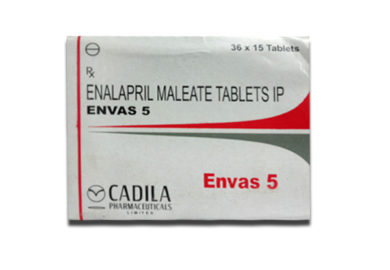 36 x 15 Tablets
Rx
ENALAPRIL MALEATE TABLETS IP
ENVAS 5
Envas 5
CADILA
PHARMACEUTICALS
LIMITED